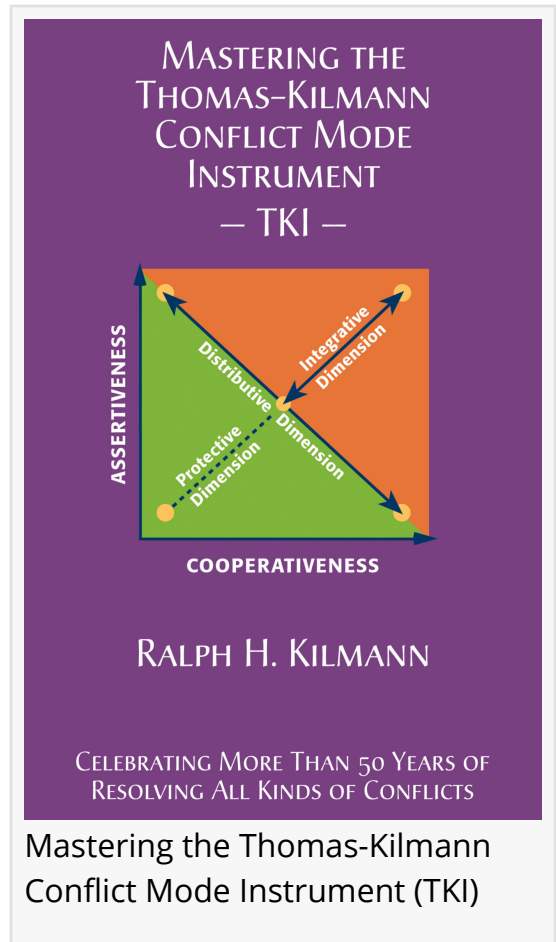 MASTERING THE
THOMAS–KILMANN
CONFLICT MODE
INSTRUMENT
– TKI –
ASSERTIVENESS
Integrative
Dimension
Distributive Dimension
Protective
Dimension
COOPERATIVENESS
RALPH H. KILMANN
CELEBRATING MORE THAN 50 YEARS OF
RESOLVING ALL KINDS OF CONFLICTS
Mastering the Thomas-Kilmann
Conflict Mode Instrument (TKI)